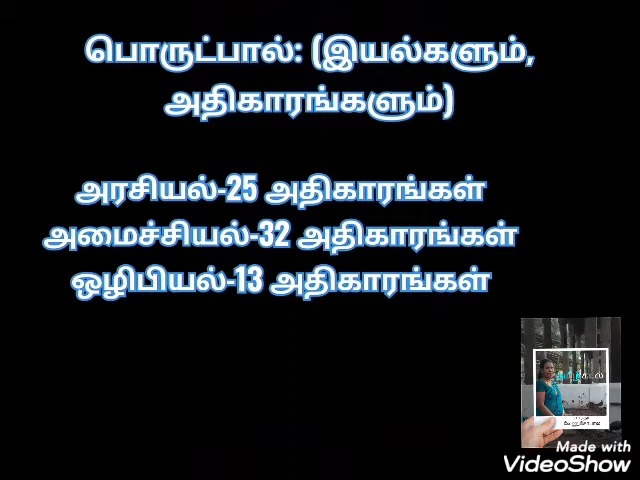 பொருட்பால்: (இயல்களும்,
அதிகாரங்களும்)
அரசியல்-25 அதிகாரங்கள்
அமைச்சியல்-32 அதிகாரங்கள்
ஒழிபியல்-13 அதிகாரங்கள்
Made with
VideoShow